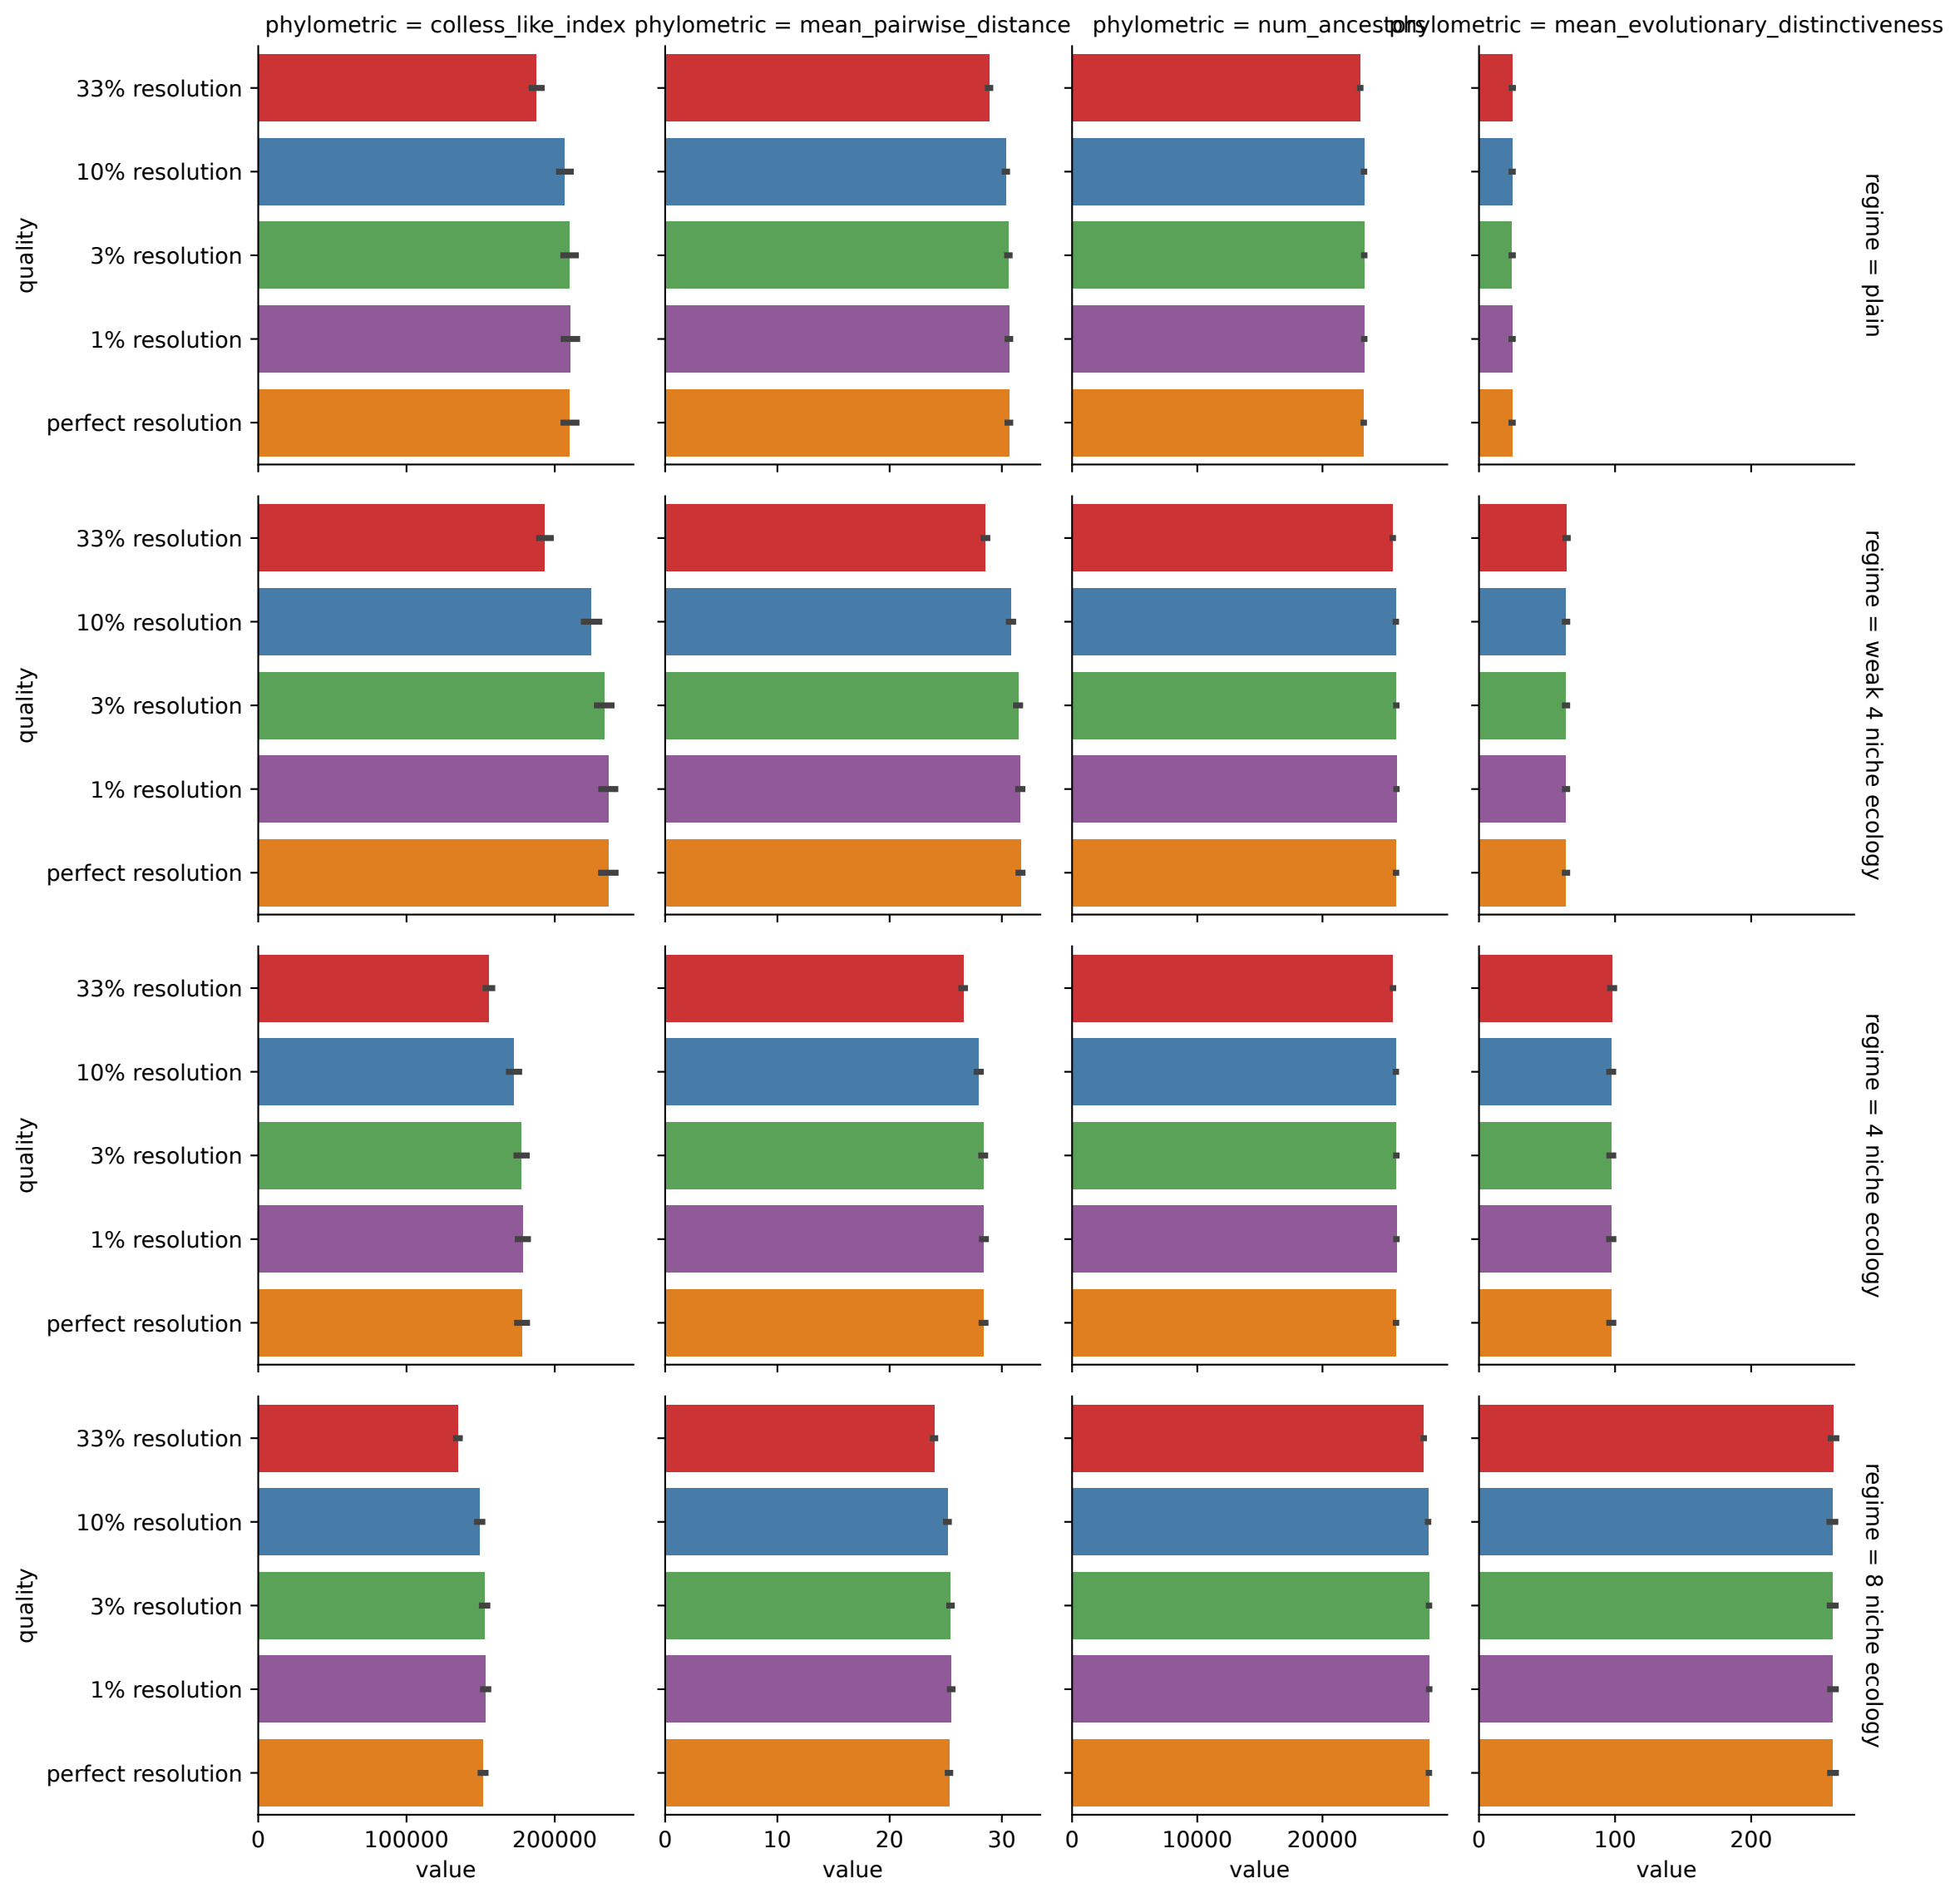 phylometric = colless_like_index
phylometric = mean_pairwise_distance
phylometric = num_ancestors
phylometric = mean_evolutionary_distinctiveness
quality
33% resolution
10% resolution
3% resolution
1% resolution
perfect resolution
regime = plain
quality
33% resolution
10% resolution
3% resolution
1% resolution
perfect resolution
regime = weak 4 niche ecology
quality
33% resolution
10% resolution
3% resolution
1% resolution
perfect resolution
regime = 4 niche ecology
quality
33% resolution
10% resolution
3% resolution
1% resolution
perfect resolution
regime = 8 niche ecology
0 100000 200000
value
0 10 20 30
value
0 10000 20000
value
0 100 200
value